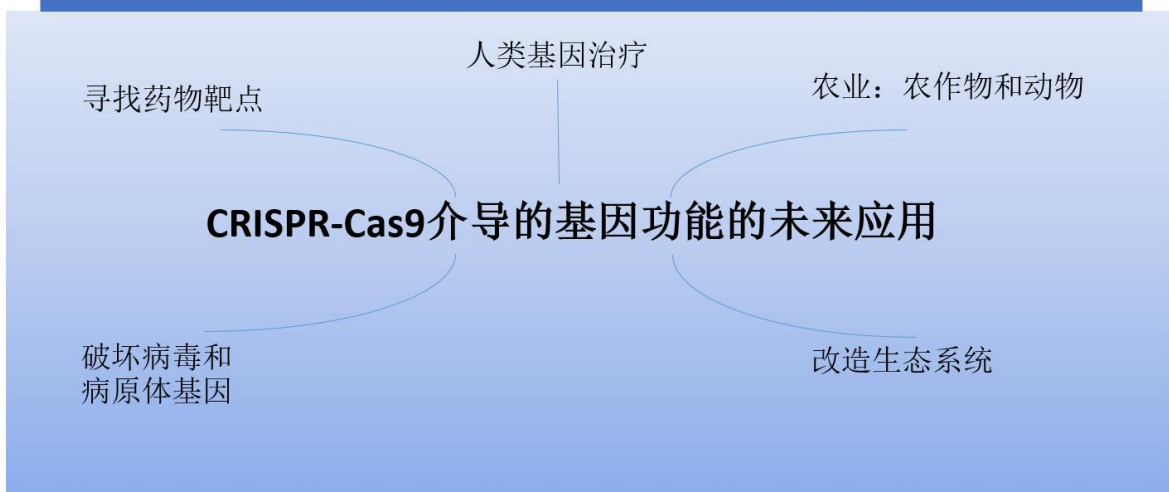 人类基因治疗
寻找药物靶点
农业：农作物和动物
CRISPR-Cas9介导的基因功能的未来应用
破坏病毒和
病原体基因
改造生态系统